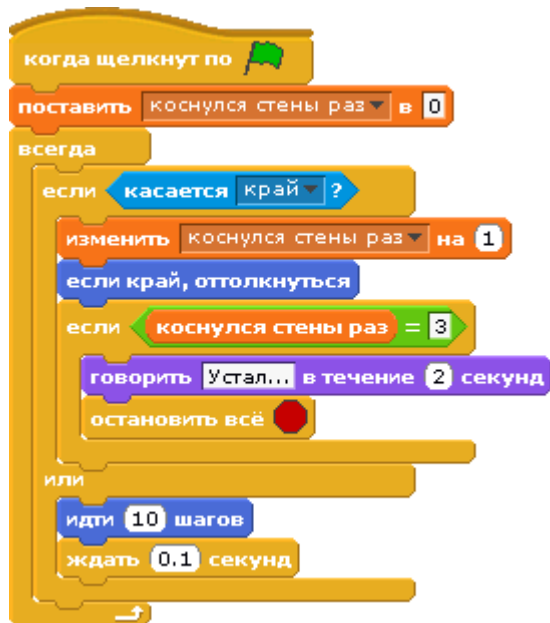 когда щелкнут по
поставить коснулся стены раз в 0
всегда
если касается край ?
изменить коснулся стены раз на 1
если край, оттолкнуться
если коснулся стены раз = 3
говорить Устал... в течение 2 секунд
остановить всё
или
идти 10 шагов
ждать 0.1 секунд